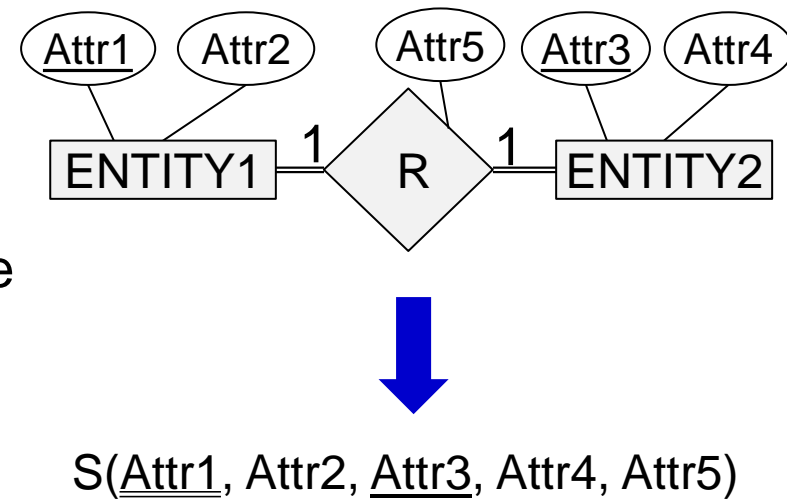 Attr1 Attr2 Attr5 Attr3 Attr4
ENTITY1 1 R 1 ENTITY2
e
S(Attr1, Attr2, Attr3, Attr4, Attr5)